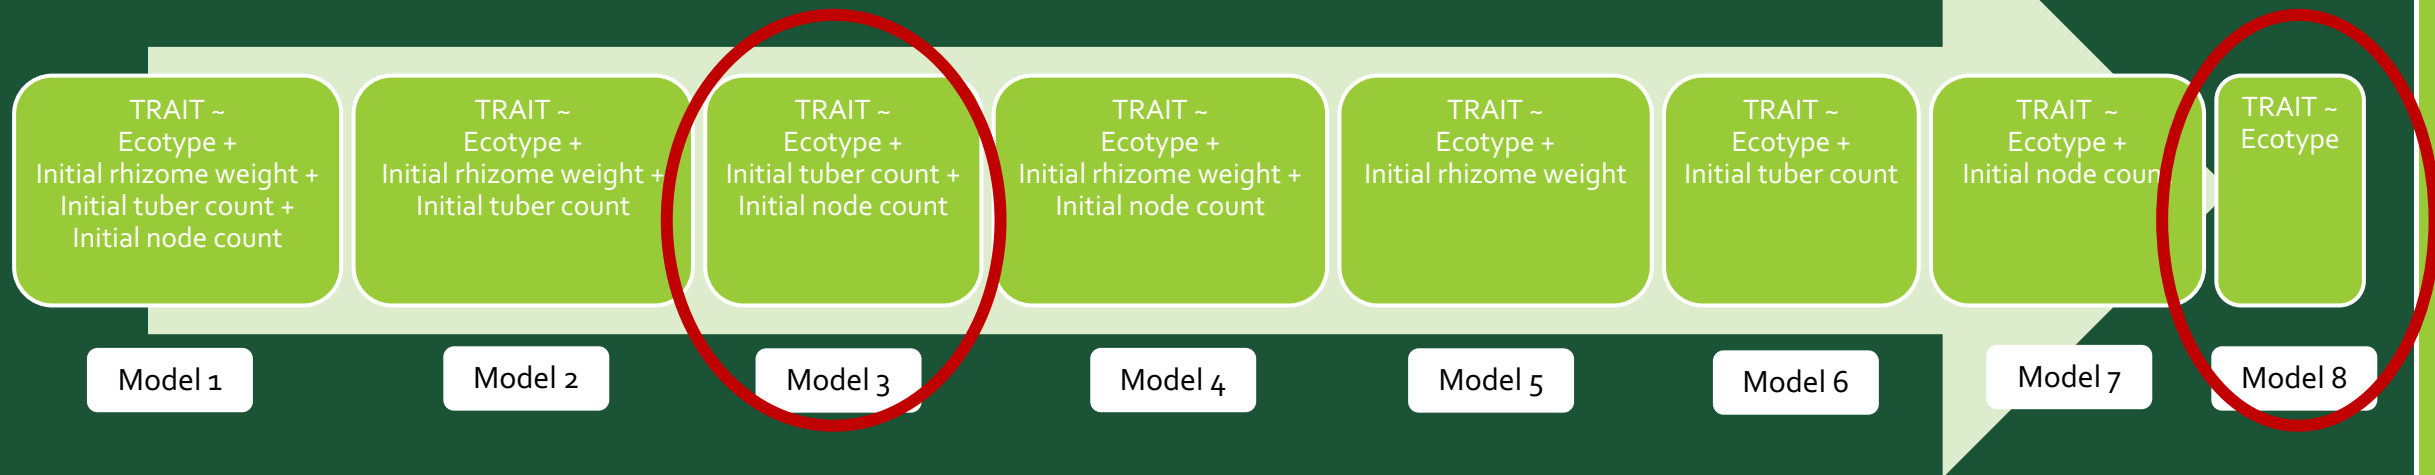 TRAIT ~
Ecotype +
Initial rhizome weight +
Initial tuber count +
Initial node count
Model 1
TRAIT ~
Ecotype +
Initial rhizome weight +
Initial tuber count
Model 2
TRAIT ~
Ecotype +
Initial tuber count +
Initial node count
Model 3
TRAIT ~
Ecotype +
Initial rhizome weight +
Initial node count
Model 4
TRAIT ~
Ecotype +
Initial rhizome weight
Model 5
TRAIT ~
Ecotype +
Initial tuber count
Model 6
TRAIT ~
Ecotype +
Initial node count
Model 7
TRAIT ~
Ecotype
Model 8